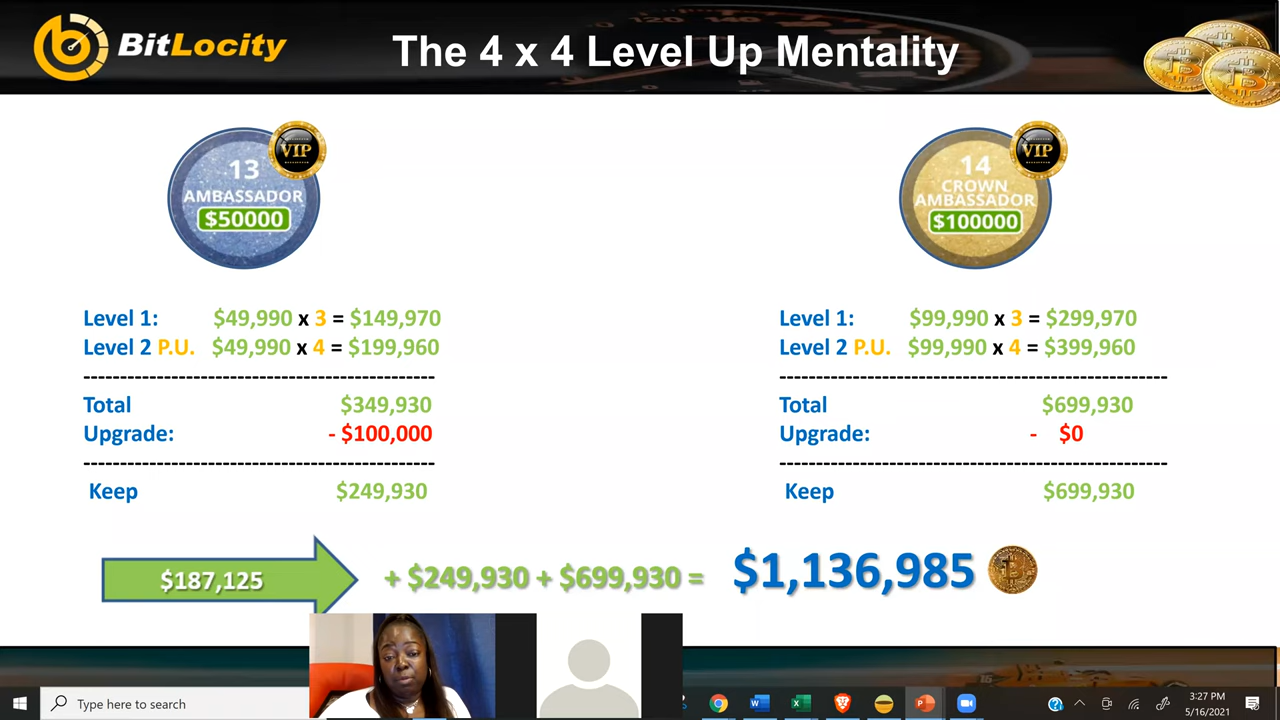 BitLocity
The 4 x 4 Level Up Mentality
VIP
13
AMBASSADOR
$50000
VIP
14
CROWN
AMBASSADOR
$100000
Level 1: $49,990 x 3 = $149,970
Level 2 P.U. $49,990 x 4 = $199,960
------------------------------------------------
Total $349,930
Upgrade: - $100,000
------------------------------------------------
Keep $249,930
Level 1: $99,990 x 3 = $299,970
Level 2 P.U. $99,990 x 4 = $399,960
-----------------------------------------------------
Total $699,930
Upgrade: - $0
-----------------------------------------------------
Keep $699,930
$187,125 + $249,930 + $699,930 = $1,136,985
Type here to search
3:27 PM
5/16/2021